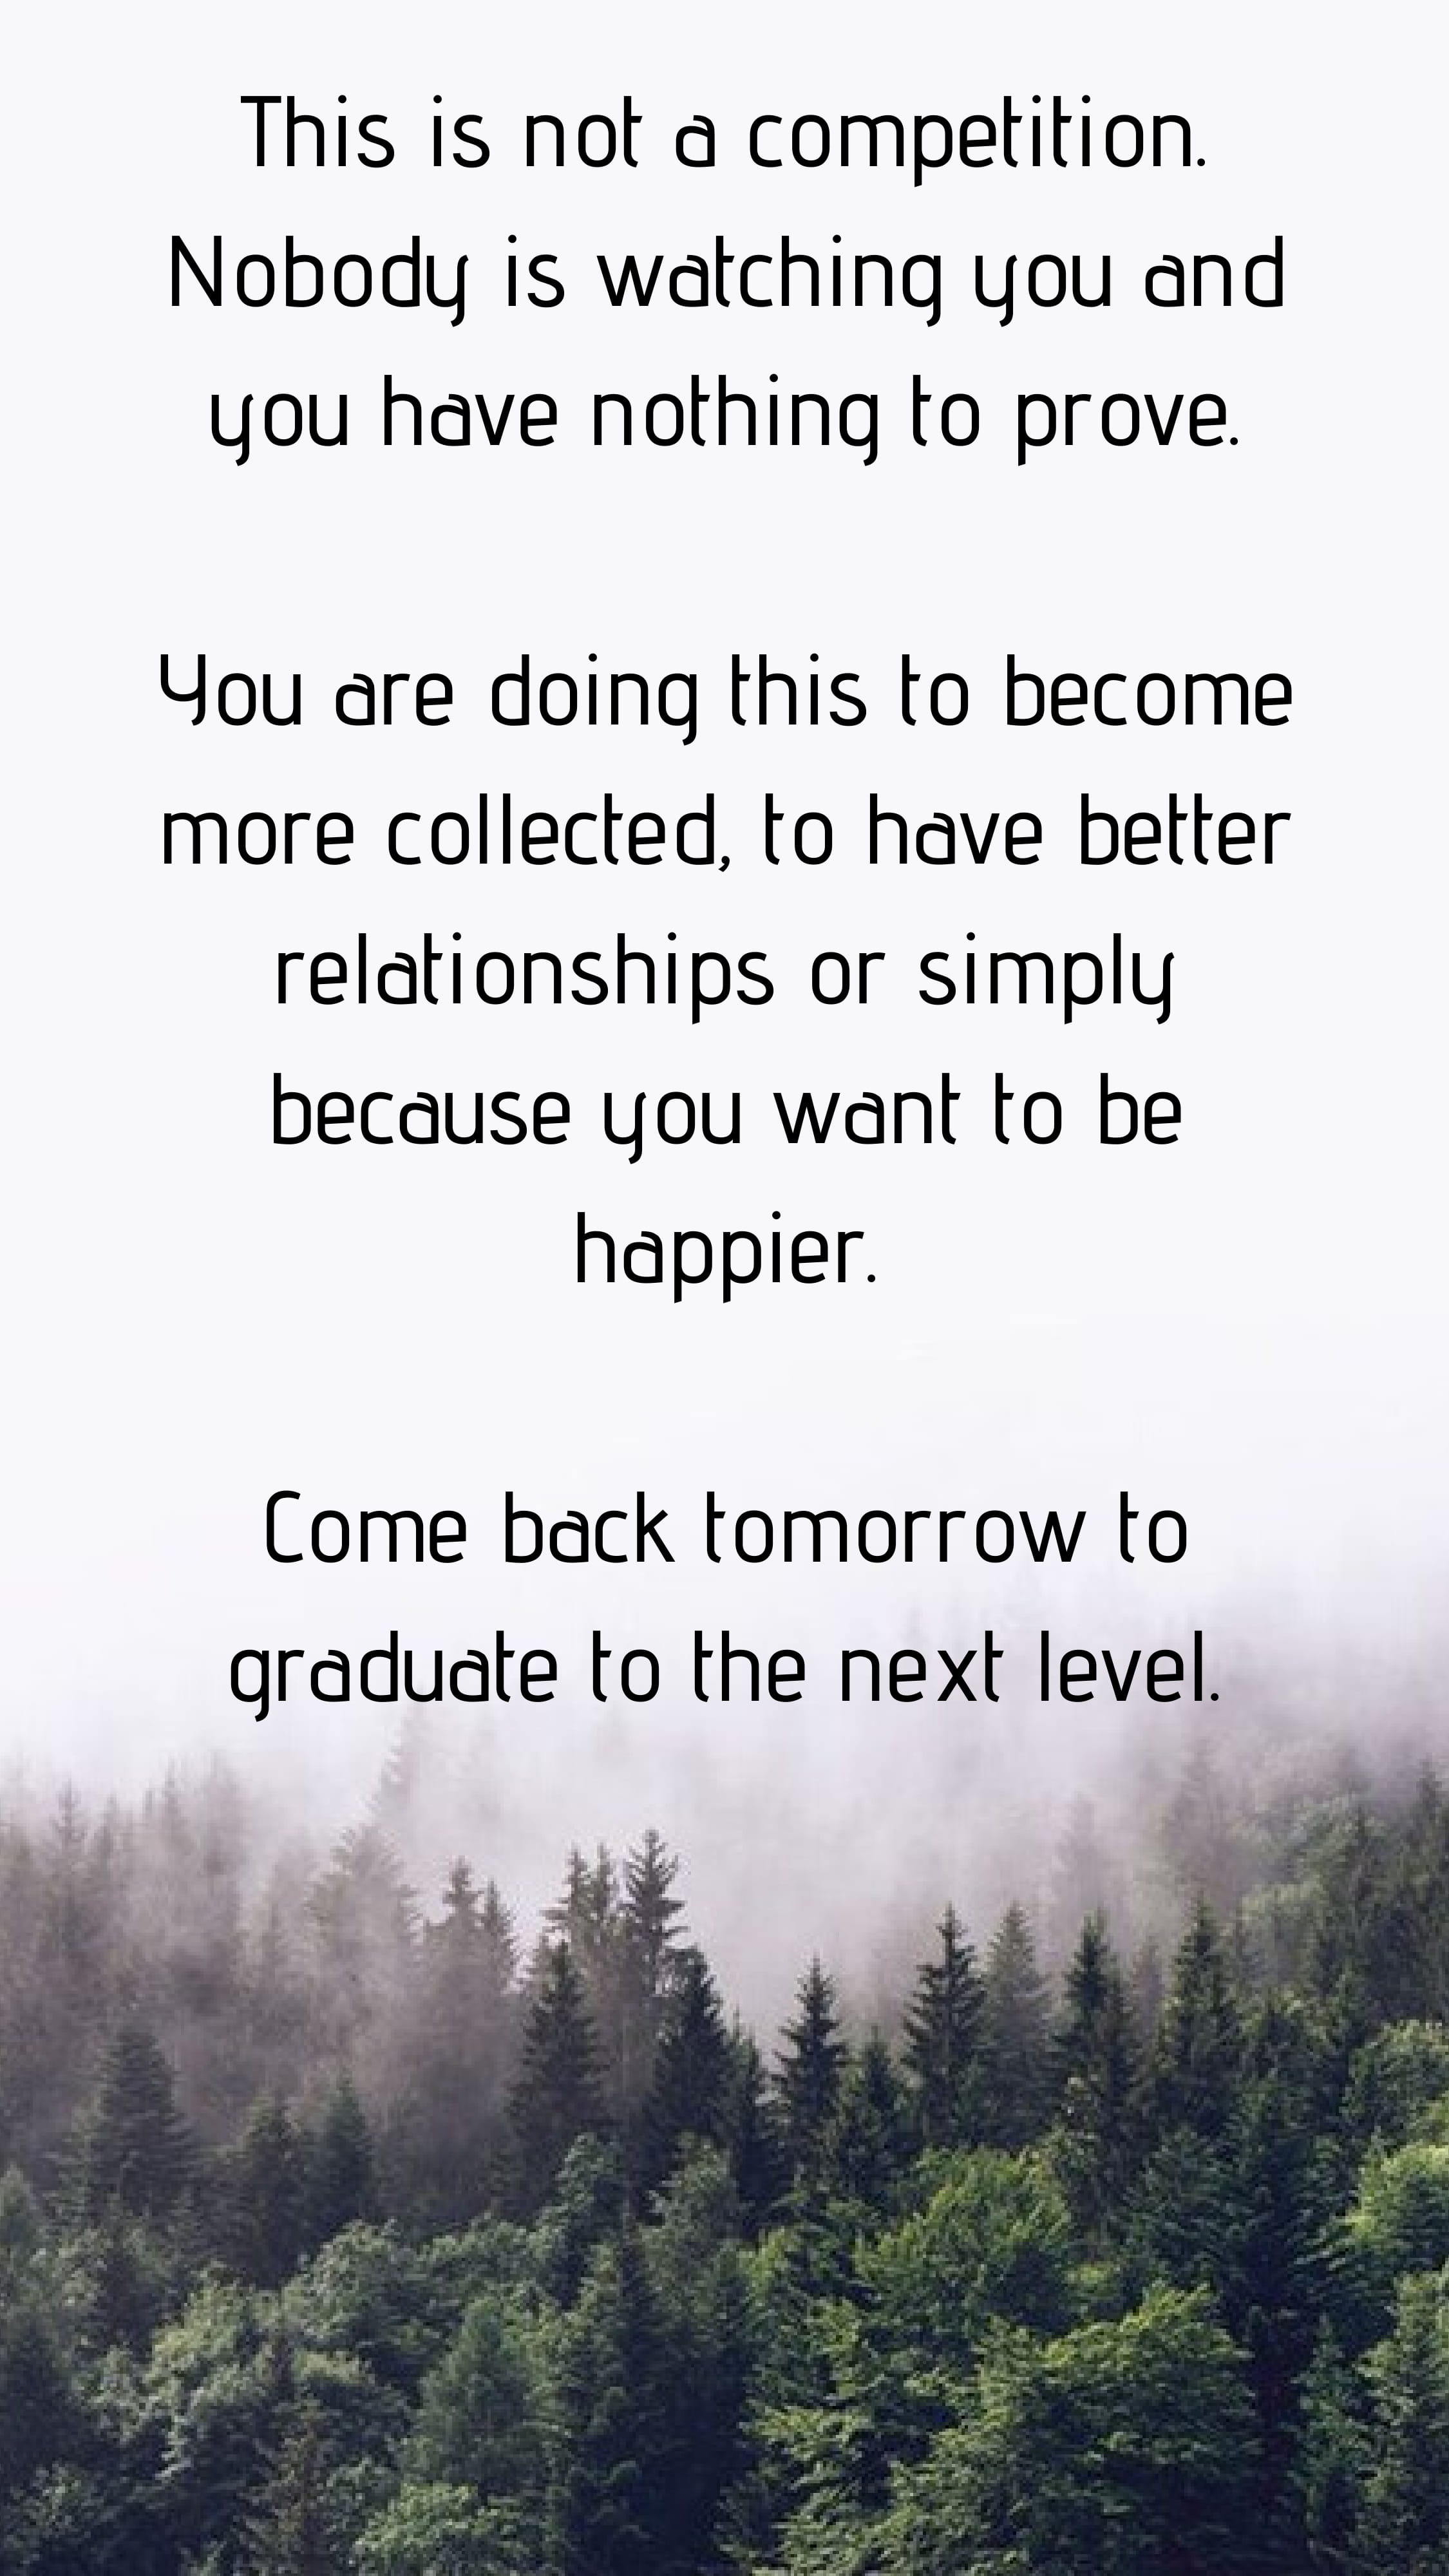 This is not a competition.
Nobody is watching you and
you have nothing to prove.
You are doing this to become
more collected, to have better
relationships or simply
because you want to be
happier.
Come back tomorrow to
graduate to the next level.